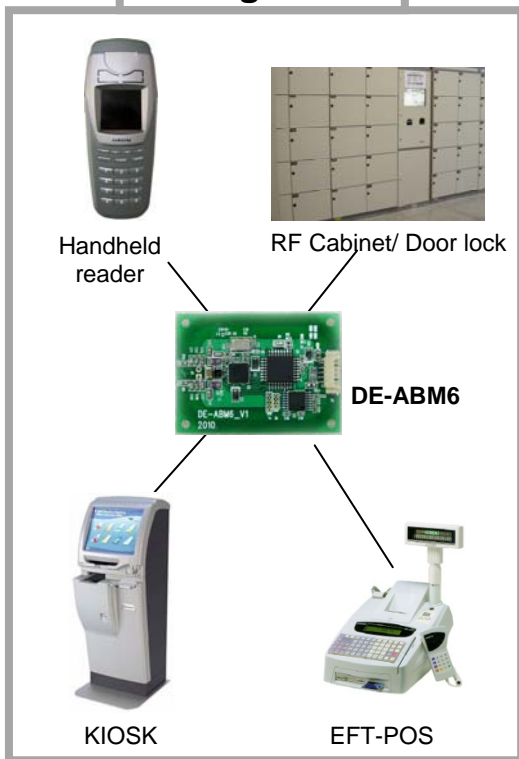 Handheld
reader
RF Cabinet/ Door lock
DE-ABM6
DE-ABM6_V1
2010
KIOSK
EFT-POS